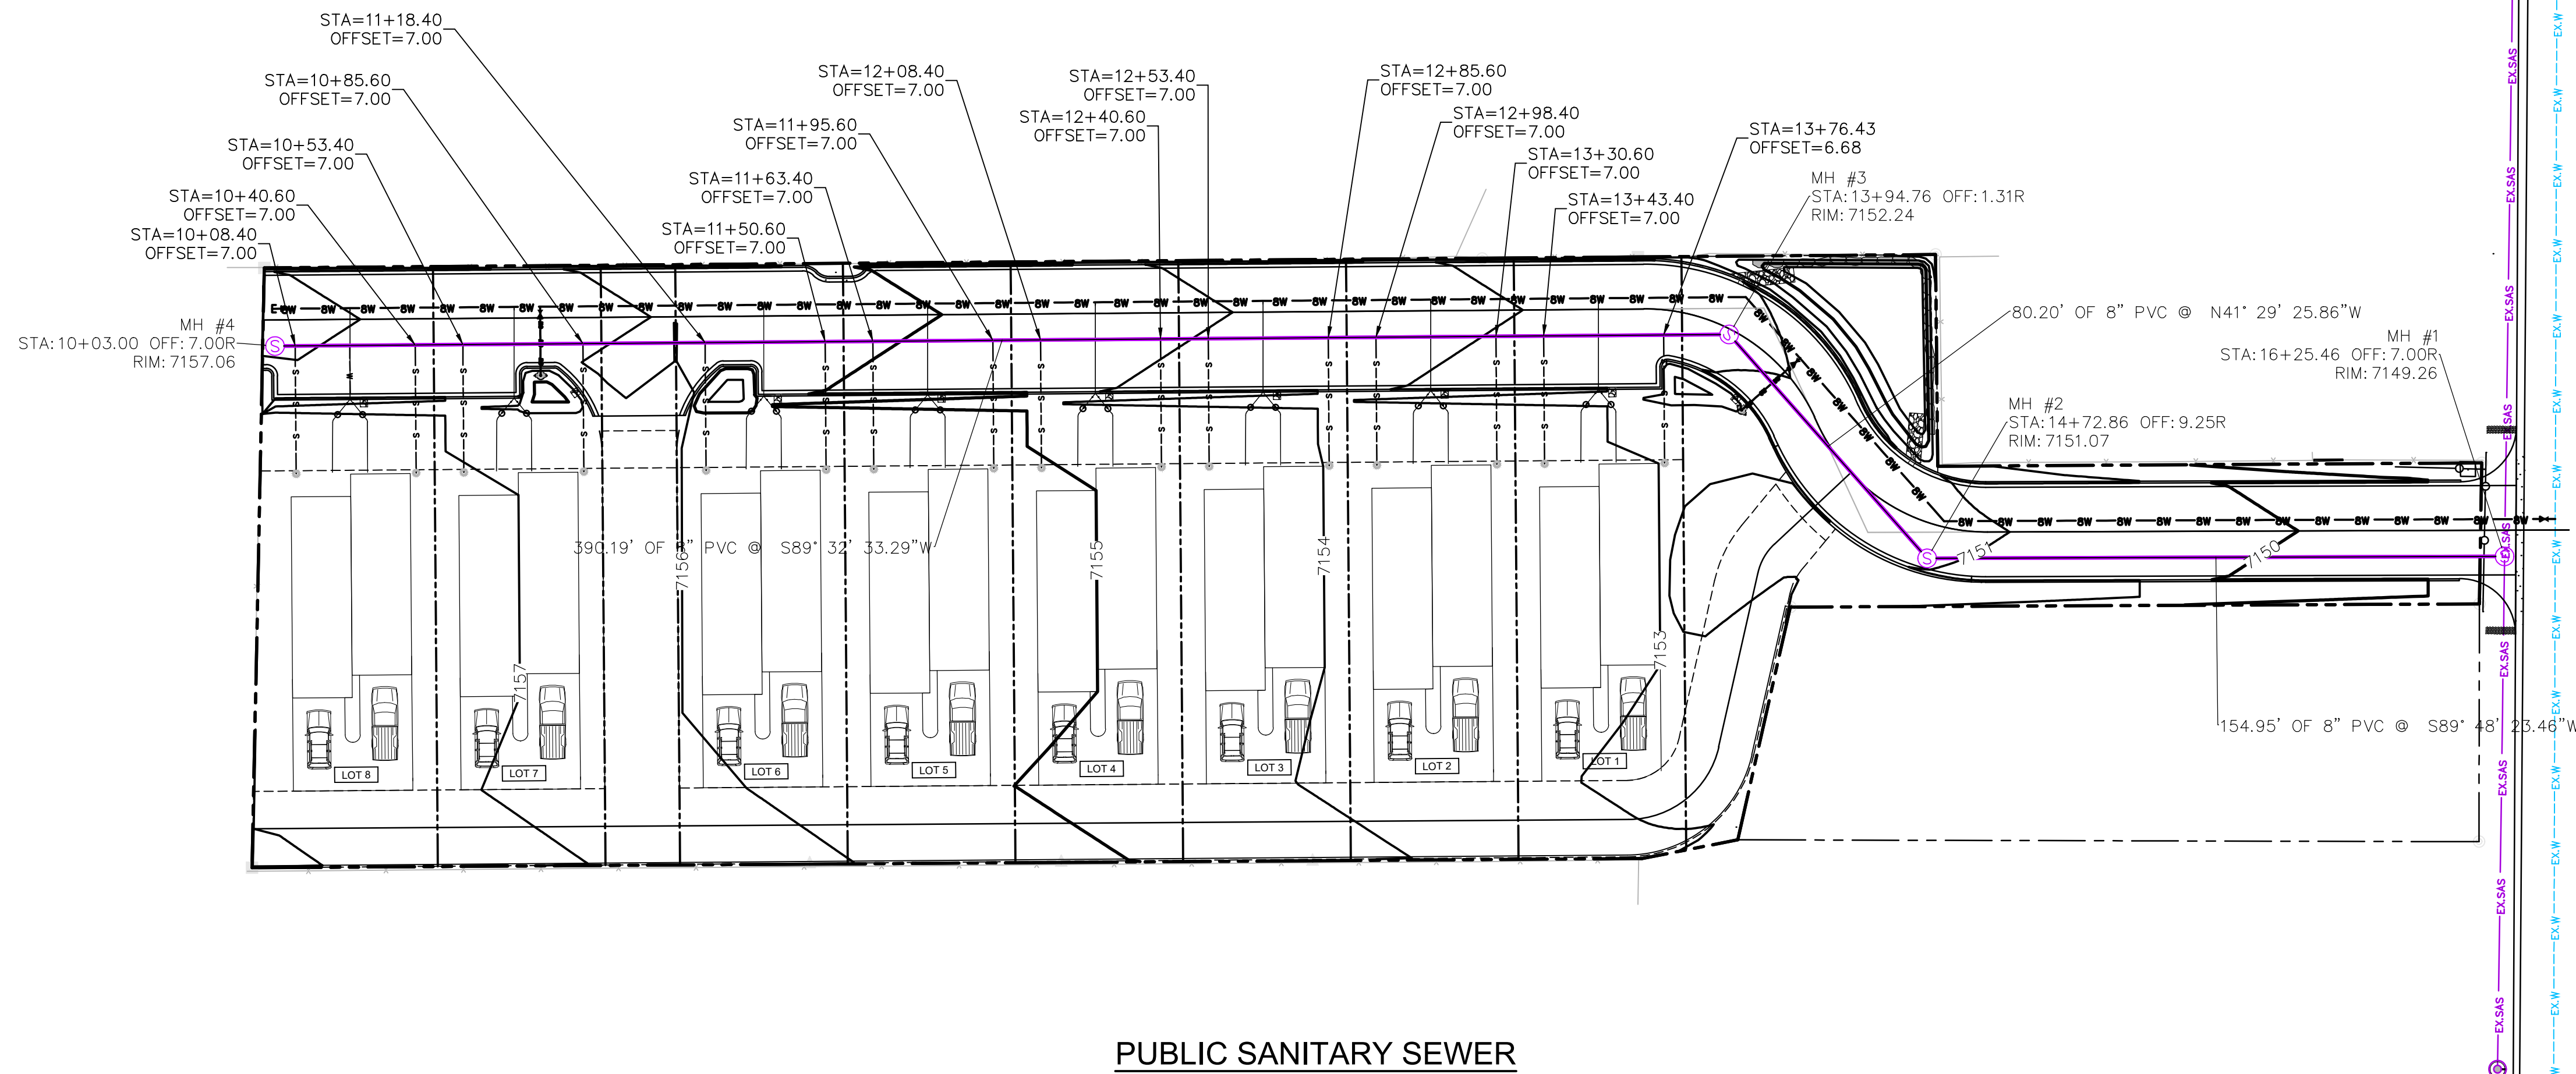 STA=11+18.40
OFFSET=7.00
STA=10+85.60
OFFSET=7.00
STA=10+53.40
OFFSET=7.00
STA=10+40.60
OFFSET=7.00
STA=10+08.40
OFFSET=7.00
STA=12+08.40
OFFSET=7.00
STA=11+95.60
OFFSET=7.00
STA=11+63.40
OFFSET=7.00
STA=11+50.60
OFFSET=7.00
STA=12+53.40
OFFSET=7.00
STA=12+40.60
OFFSET=7.00
STA=12+85.60
OFFSET=7.00
STA=12+98.40
OFFSET=7.00
STA=13+30.60
OFFSET=7.00
STA=13+43.40
OFFSET=7.00
STA=13+76.43
OFFSET=6.68
MH #3
STA:13+94.76 OFF:1.31R
RIM:7152.24
MH #4
STA:10+03.00 OFF:7.00R
RIM:7157.06
80.20' OF 8" PVC @ N41° 29' 25.86"W
MH #1
STA:16+25.46 OFF:7.00R
RIM:7149.26
MH #2
STA:14+72.86 OFF:9.25R
RIM:7151.07
390.19' OF 8" PVC @ S89° 32' 33.29"W
154.95' OF 8" PVC @ S89° 48' 23.46"W
7157
7156
7155
7154
7153
7151
7150
LOT 8
LOT 7
LOT 6
LOT 5
LOT 4
LOT 3
LOT 2
LOT 1
8W
S
W
EX.SAS
EX.W
PUBLIC SANITARY SEWER